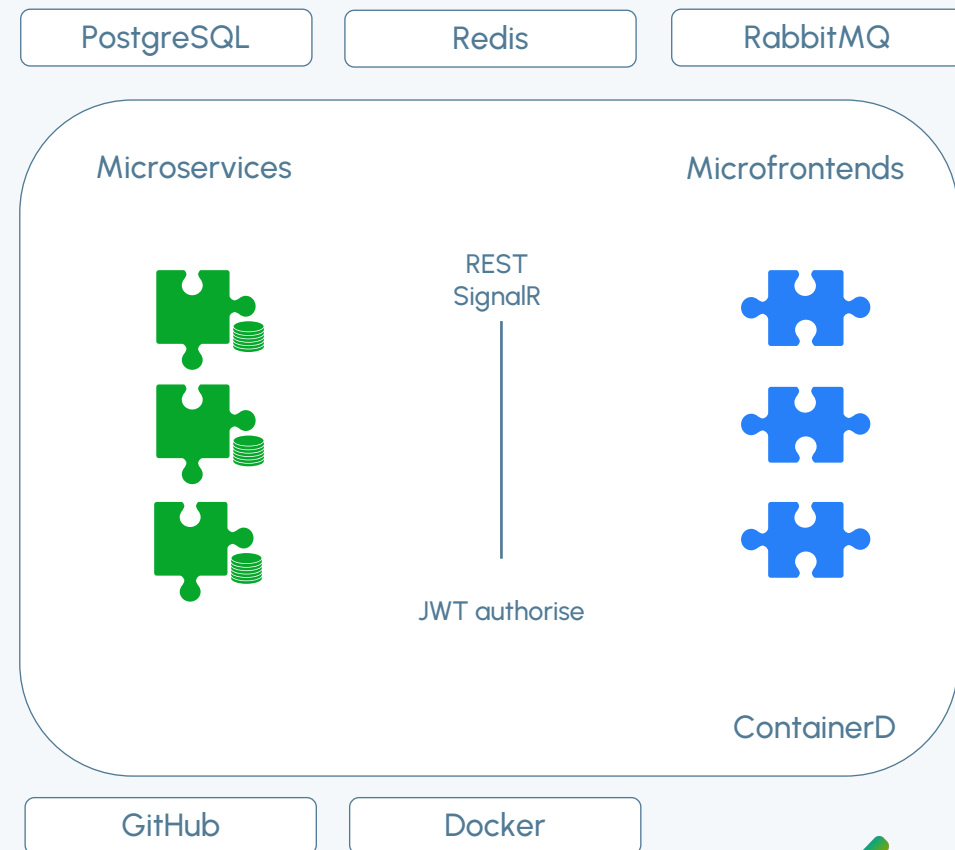 PostgreSQL
Redis
RabbitMQ
Microservices
Microfrontends
REST
SignalR
JWT authorise
ContainerD
GitHub
Docker